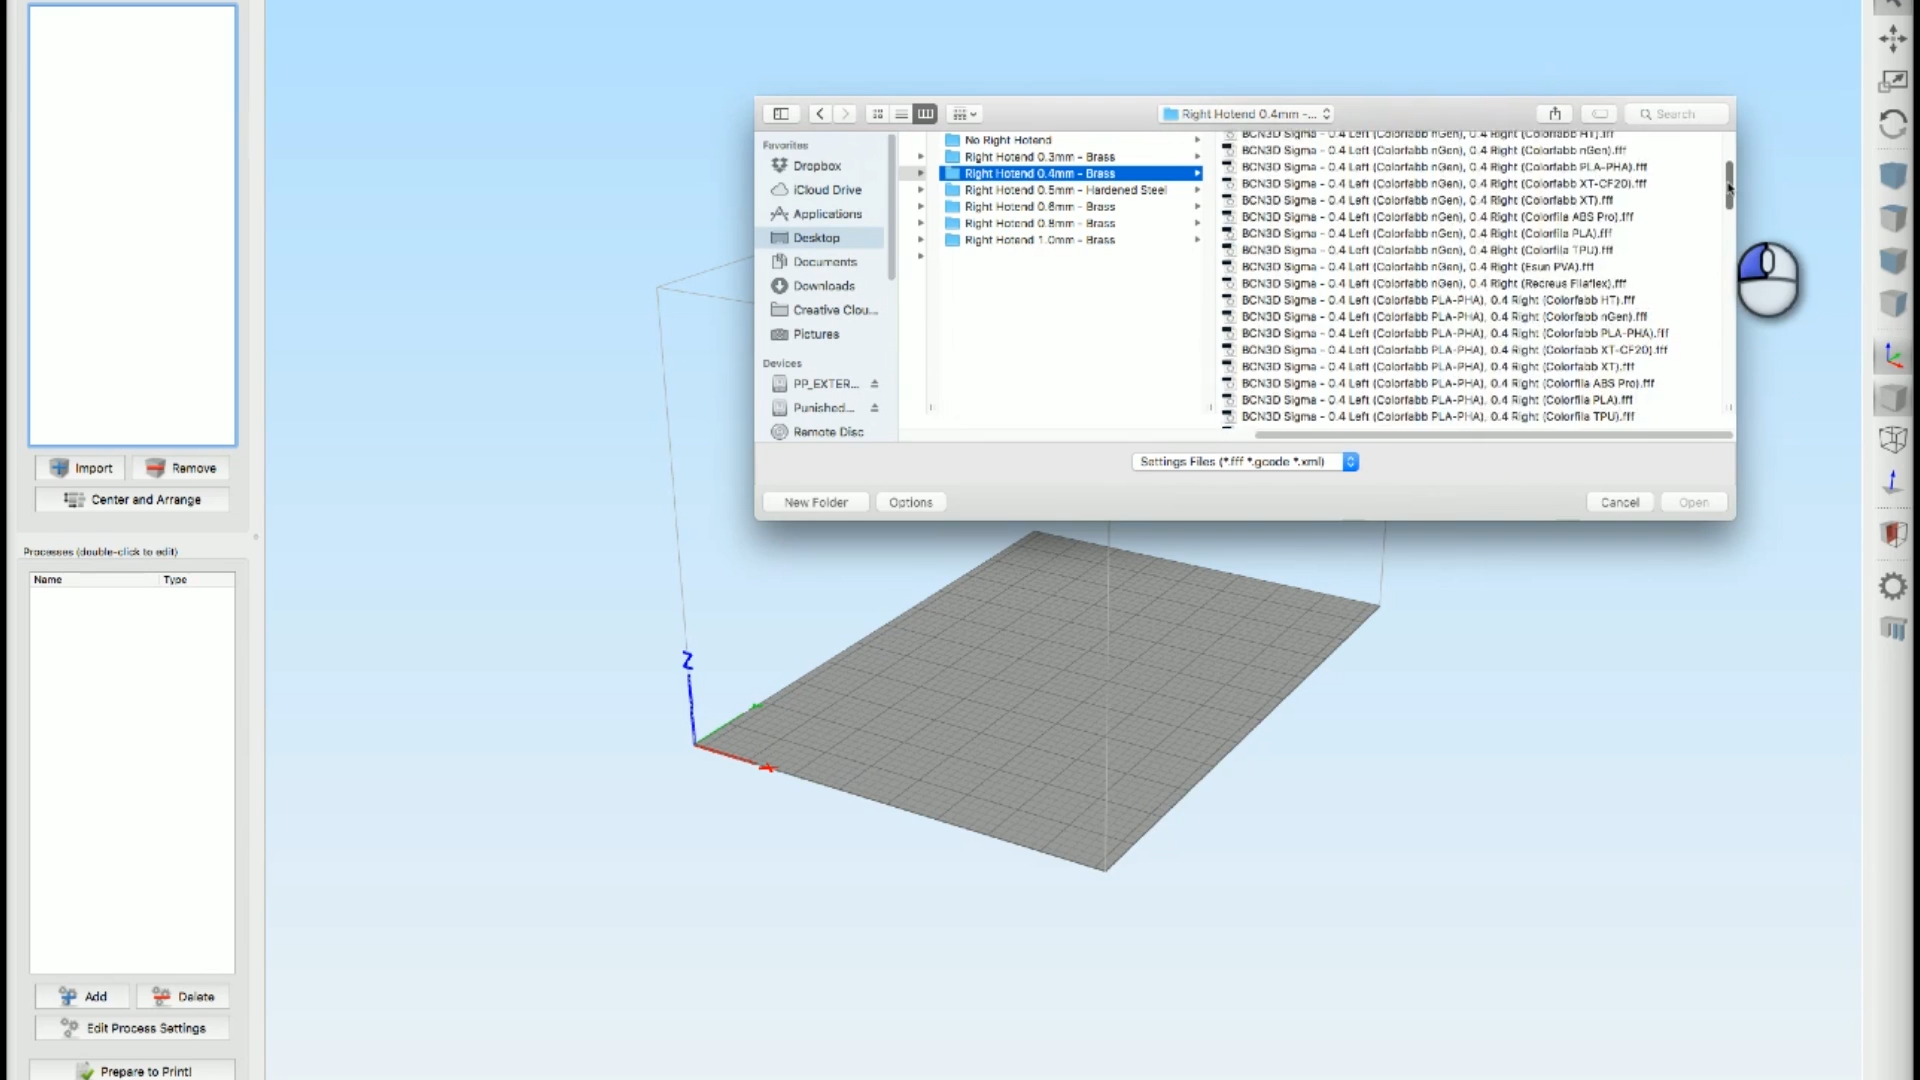 Right Hotend 0.4mm -...
Search
Favorites
Dropbox
iCloud Drive
Applications
Desktop
Documents
Downloads
Creative Clou...
Pictures
Devices
PP_EXTER...
Punished...
Remote Disc
No Right Hotend
Right Hotend 0.3mm - Brass
Right Hotend 0.4mm - Brass
Right Hotend 0.5mm - Hardened Steel
Right Hotend 0.6mm - Brass
Right Hotend 0.8mm - Brass
Right Hotend 1.0mm - Brass
BCN3D Sigma - 0.4 Left (Colorfabb nGen), 0.4 Right (Colorfabb HT).fff
BCN3D Sigma - 0.4 Left (Colorfabb nGen), 0.4 Right (Colorfabb nGen).fff
BCN3D Sigma - 0.4 Left (Colorfabb nGen), 0.4 Right (Colorfabb PLA-PHA).fff
BCN3D Sigma - 0.4 Left (Colorfabb nGen), 0.4 Right (Colorfabb XT-CF20).fff
BCN3D Sigma - 0.4 Left (Colorfabb nGen), 0.4 Right (Colorfabb XT).fff
BCN3D Sigma - 0.4 Left (Colorfabb nGen), 0.4 Right (Colorfila ABS Pro).fff
BCN3D Sigma - 0.4 Left (Colorfabb nGen), 0.4 Right (Colorfila PLA).fff
BCN3D Sigma - 0.4 Left (Colorfabb nGen), 0.4 Right (Colorfila TPU).fff
BCN3D Sigma - 0.4 Left (Colorfabb nGen), 0.4 Right (Esun PVA).fff
BCN3D Sigma - 0.4 Left (Colorfabb nGen), 0.4 Right (Recreus Filaflex).fff
BCN3D Sigma - 0.4 Left (Colorfabb PLA-PHA), 0.4 Right (Colorfabb HT).fff
BCN3D Sigma - 0.4 Left (Colorfabb PLA-PHA), 0.4 Right (Colorfabb nGen).fff
BCN3D Sigma - 0.4 Left (Colorfabb PLA-PHA), 0.4 Right (Colorfabb PLA-PHA).fff
BCN3D Sigma - 0.4 Left (Colorfabb PLA-PHA), 0.4 Right (Colorfabb XT-CF20).fff
BCN3D Sigma - 0.4 Left (Colorfabb PLA-PHA), 0.4 Right (Colorfabb XT).fff
BCN3D Sigma - 0.4 Left (Colorfabb PLA-PHA), 0.4 Right (Colorfila ABS Pro).fff
BCN3D Sigma - 0.4 Left (Colorfabb PLA-PHA), 0.4 Right (Colorfila PLA).fff
BCN3D Sigma - 0.4 Left (Colorfabb PLA-PHA), 0.4 Right (Colorfila TPU).fff
Settings Files (*.fff *.gcode *.xml)
New Folder
Options
Cancel
Open
Import
Remove
Center and Arrange
Processes (double-click to edit)
Name
Type
Add
Delete
Edit Process Settings
Prepare to Print!
Z
X